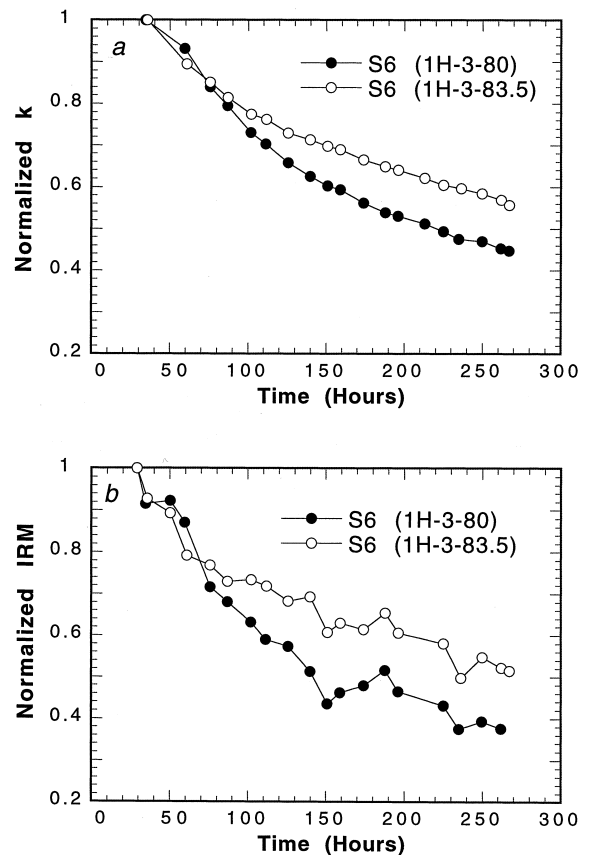 1
a
S6 (1H-3-80)
S6 (1H-3-83.5)
0.8
0.6
0.4
0.2
Normalized k
0 50 100 150 200 250 300
Time (Hours)
1
b
S6 (1H-3-80)
S6 (1H-3-83.5)
0.8
0.6
0.4
0.2
Normalized IRM
0 50 100 150 200 250 300
Time (Hours)